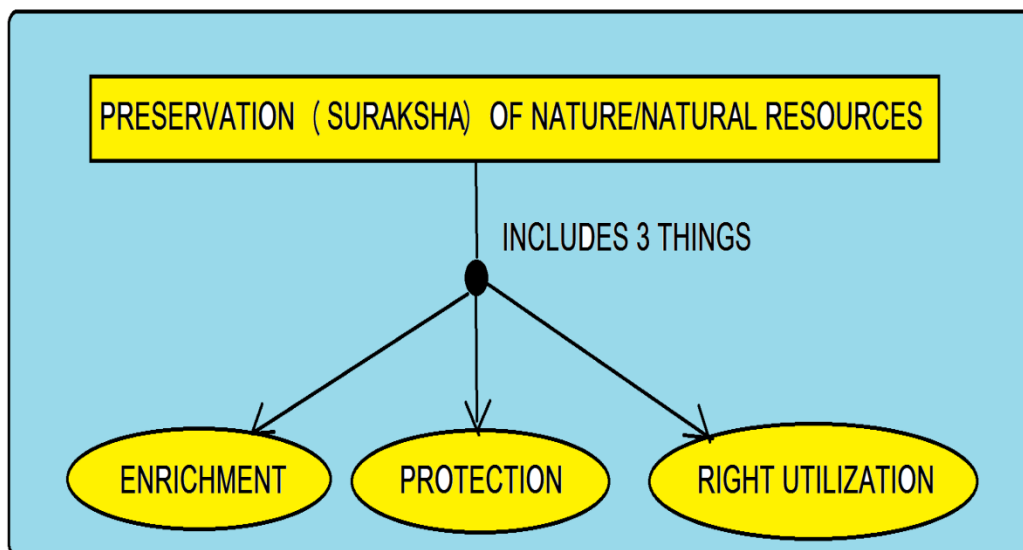 PRESERVATION (SURAKSHA) OF NATURE/NATURAL RESOURCES
INCLUDES 3 THINGS
ENRICHMENT
PROTECTION
RIGHT UTILIZATION